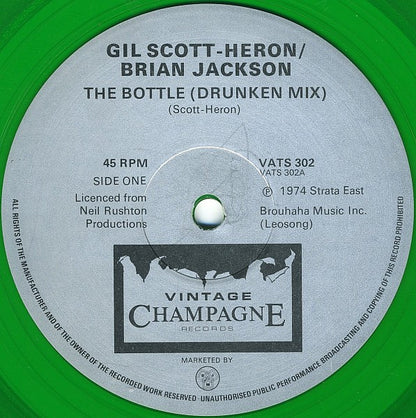 GIL SCOTT-HERON/
BRIAN JACKSON
THE BOTTLE (DRUNKEN MIX)
(Scott-Heron)
45 RPM
SIDE ONE
Licenced from
Neil Rushton
Productions
VATS 302
VATS 302A
℗ 1974 Strata East
Brouhaha Music Inc.
(Leosong)
VINTAGE
CHAMPAGNE
RECORDS
MARKETED BY
ALL RIGHTS OF THE MANUFACTURER AND OF THE OWNER OF THE RECORDED WORK RESERVED · UNAUTHORISED PUBLIC PERFORMANCE BROADCASTING AND COPYING OF THIS RECORD PROHIBITED